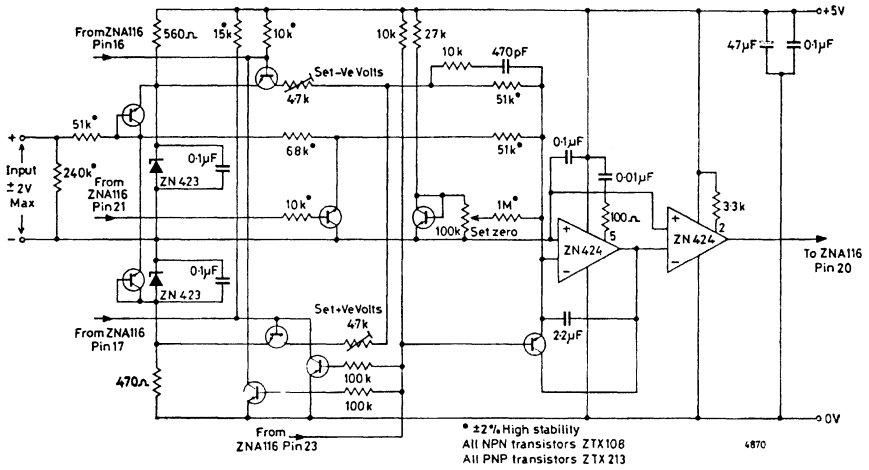 +5V
From ZNA116
Pin 16
560Ω
15k
10k
10k
27k
10k
470pF
47μF
0·1μF
Set-Ve Volts
4·7k
51k
+
51k
Input
±2V
Max
240k
ZN 423
0·1μF
68k
51k
0·1μF
0·01μF
From
ZNA116
Pin 21
10k
100k
Set zero
1M
100Ω
5
+
ZN 424
-
+
ZN 424
-
3·3k
2
To ZNA116
Pin 20
-
ZN 423
0·1μF
From ZNA116
Pin 17
Set+Ve Volts
47k
2·2μF
470Ω
100k
100k
0V
From
ZNA116 Pin 23
• ±2% High stability
All NPN transistors ZTX108
All PNP transistors ZTX 213
4870